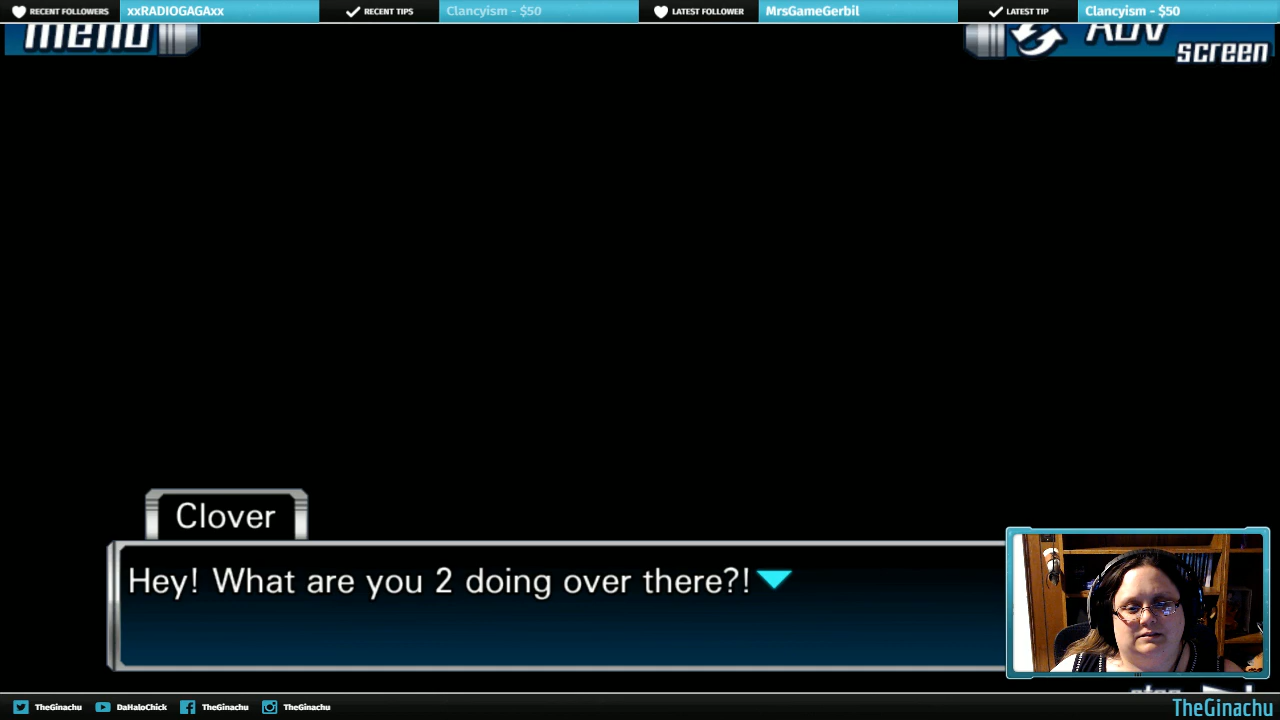 RECENT FOLLOWERS xxRADIOGAGAxx RECENT TIPS Clancyism - $50 LATEST FOLLOWER MrsGameGerbil LATEST TIP Clancyism - $50
menu
ADV
screen
Clover
Hey! What are you 2 doing over there?!
TheGinachu DaHaloChick TheGinachu TheGinachu TheGinachu